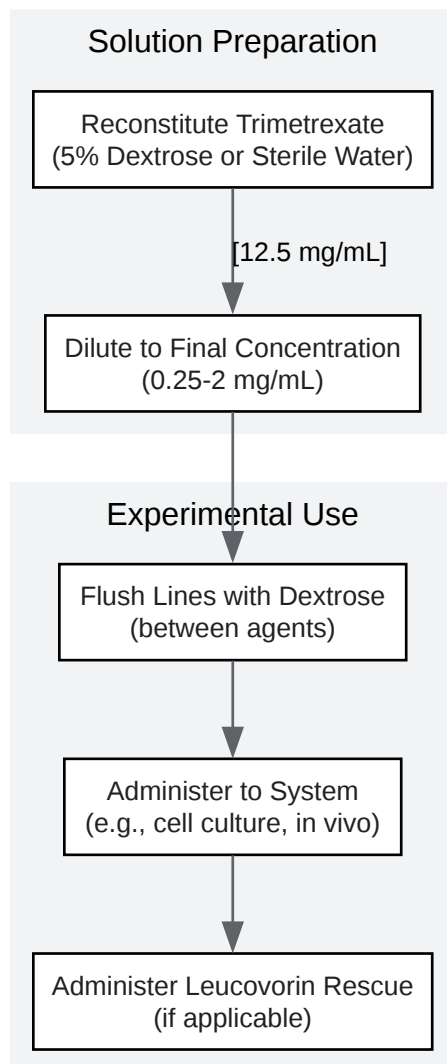 Solution Preparation
Reconstitute Trimetrexate
(5% Dextrose or Sterile Water)
[12.5 mg/mL]
Dilute to Final Concentration
(0.25-2 mg/mL)
Experimental Use
Flush Lines with Dextrose
(between agents)
Administer to System
(e.g., cell culture, in vivo)
Administer Leucovorin Rescue
(if applicable)